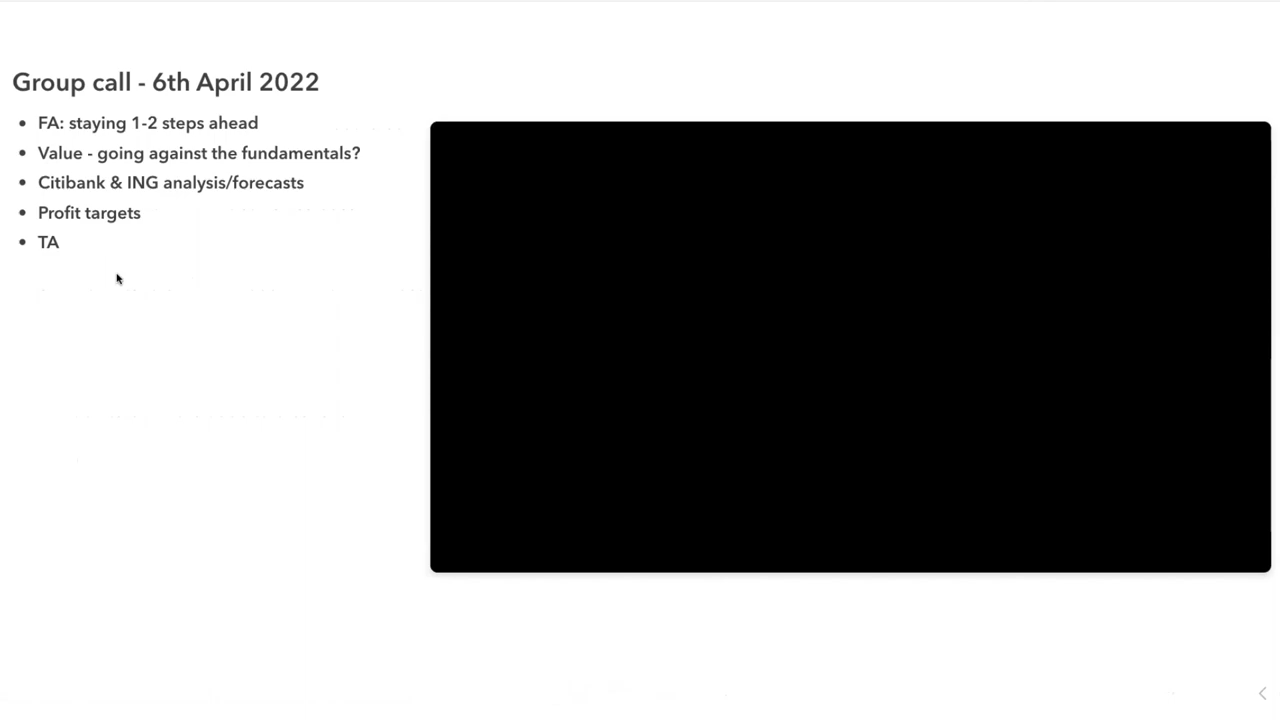 Group call - 6th April 2022
• FA: staying 1-2 steps ahead
• Value - going against the fundamentals?
• Citibank & ING analysis/forecasts
• Profit targets
• TA